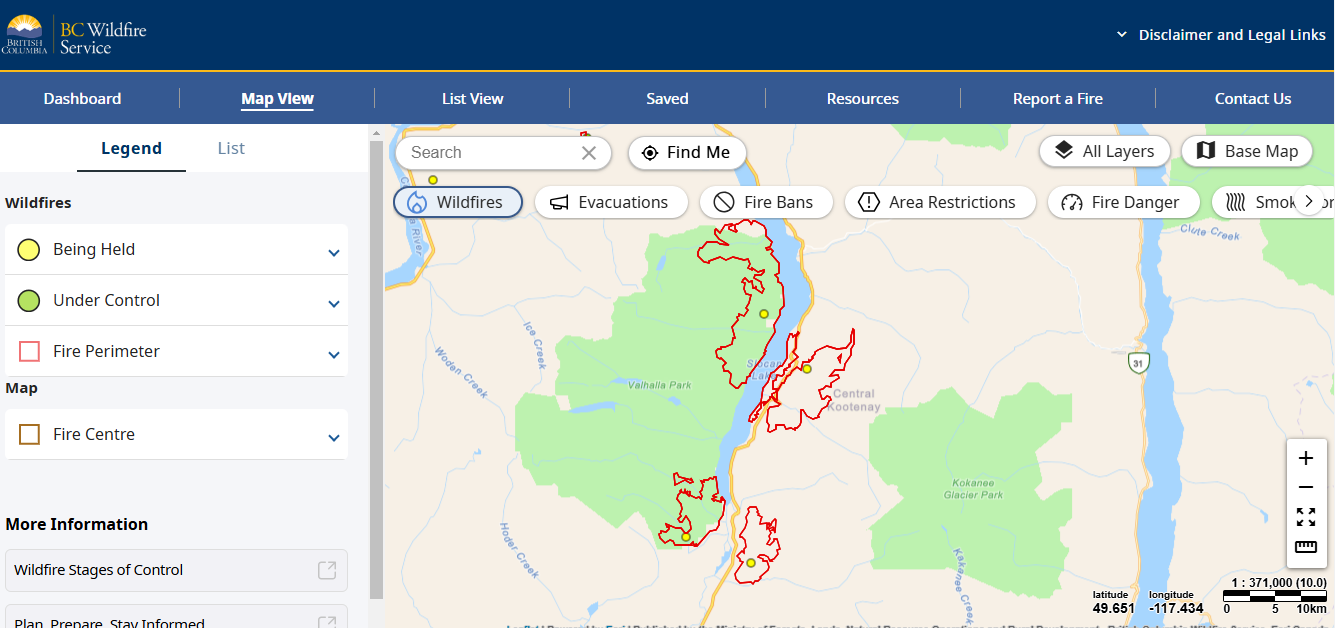 BRITISH
COLUMBIA
BC Wildfire
Service
Disclaimer and Legal Links
Dashboard
Map View
List View
Saved
Resources
Report a Fire
Contact Us
Legend
List
Search
Find Me
All Layers
Base Map
Wildfires
Evacuations
Fire Bans
Area Restrictions
Fire Danger
Wildfires
Being Held
Under Control
Fire Perimeter
Map
Fire Centre
More Information
Wildfire Stages of Control
Plan, Prepare, Stay Informed
River
Clute Creek
Ice Creek
Woden Creek
Valhalla Park
Slocan
Lake
Central
Kootenay
31
Kokanee
Glacier Park
Hoder Creek
Kakanee Creek
1 : 371,000 (10.0)
0 5 10km
latitude longitude
49.651 -117.434